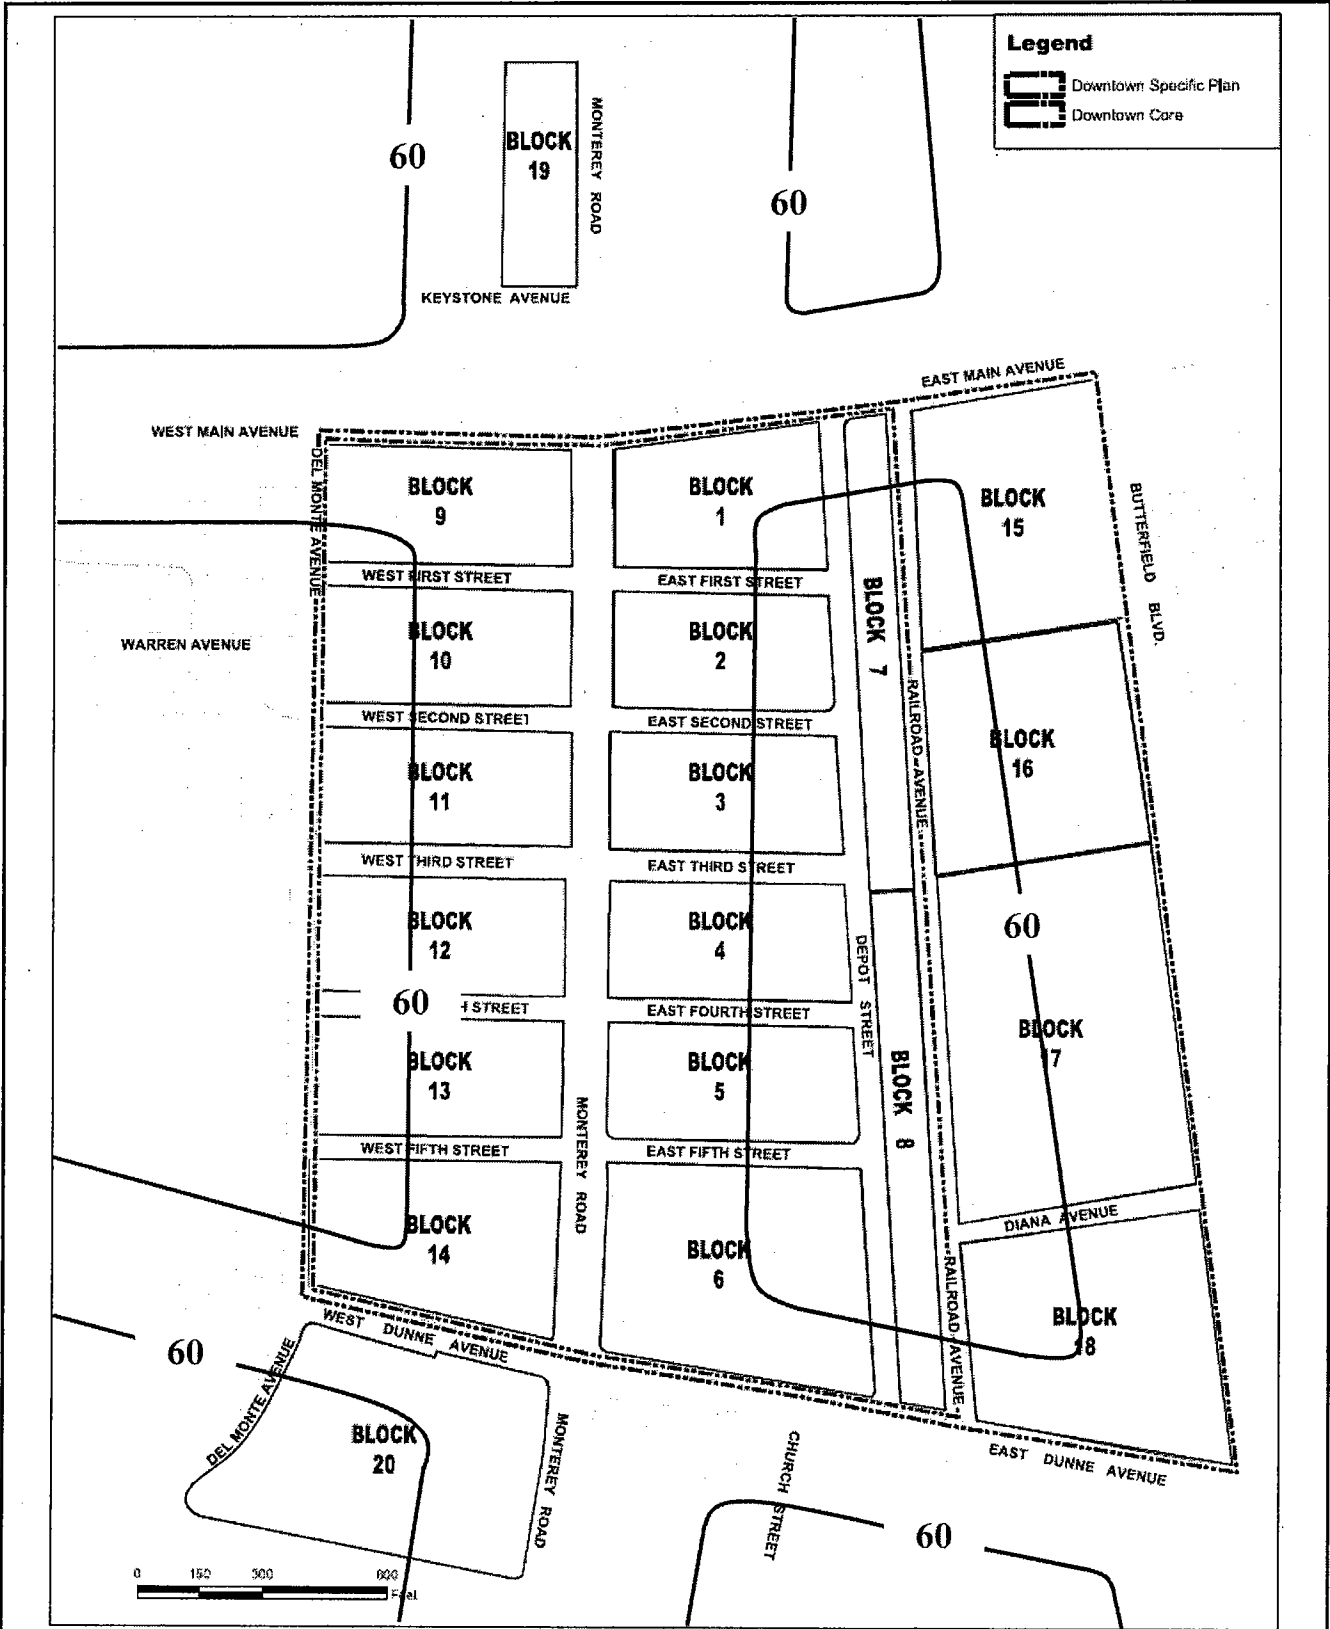 Legend
Downtown Specific Plan
Downtown Core
60
BLOCK
19
MONTEREY ROAD
60
KEYSTONE AVENUE
EAST MAIN AVENUE
WEST MAIN AVENUE
DEL MONTE AVENUE
BLOCK
9
BLOCK
1
BLOCK
15
BUTTERFIELD BLVD.
WEST FIRST STREET
EAST FIRST STREET
BLOCK 7
WARREN AVENUE
BLOCK
10
BLOCK
2
RAILROAD AVENUE
WEST SECOND STREET
EAST SECOND STREET
BLOCK
16
BLOCK
11
BLOCK
3
WEST THIRD STREET
EAST THIRD STREET
BLOCK
12
BLOCK
4
60
DEPOT STREET
60
STREET
EAST FOURTH STREET
BLOCK
17
BLOCK
13
BLOCK
5
BLOCK 8
MONTEREY ROAD
WEST FIFTH STREET
EAST FIFTH STREET
DIANA AVENUE
BLOCK
14
BLOCK
6
RAILROAD AVENUE
BLOCK
18
WEST DUNNE AVENUE
60
DEL MONTE AVENUE
BLOCK
20
MONTEREY ROAD
CHURCH STREET
EAST DUNNE AVENUE
60
0 150 300 600
Feet